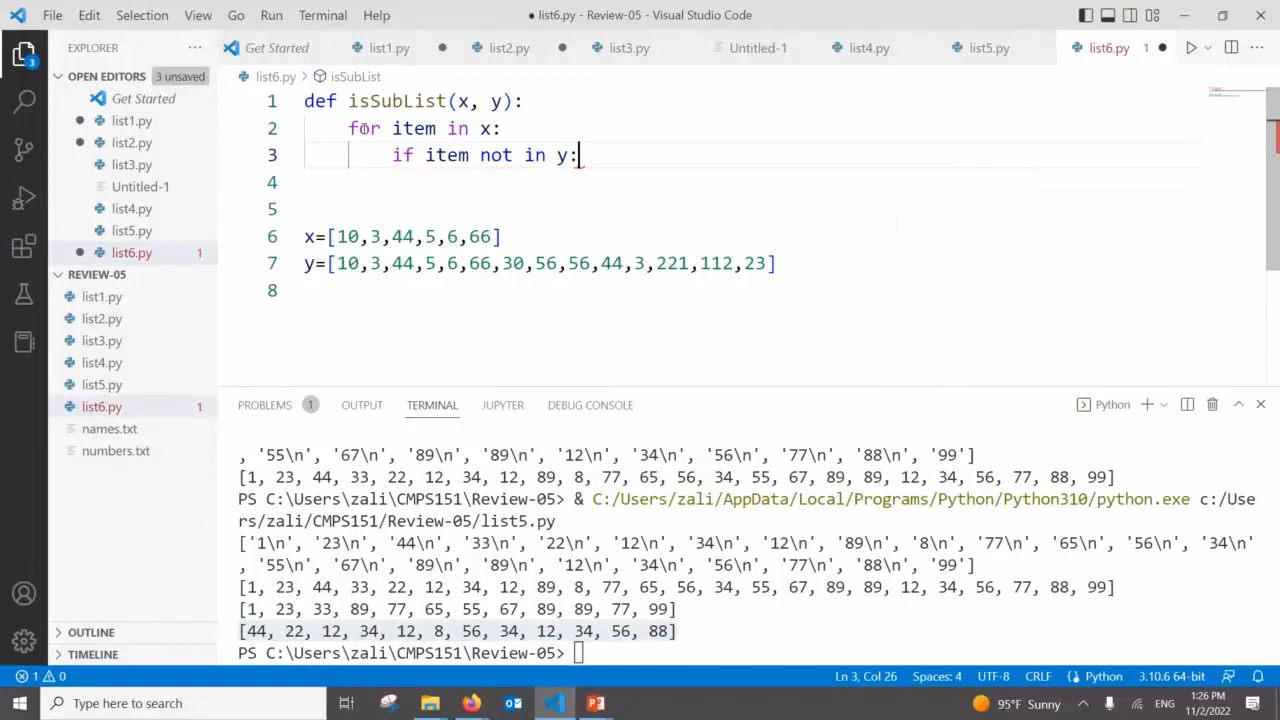 File Edit Selection View Go Run Terminal Help
● list6.py - Review-05 - Visual Studio Code
EXPLORER ...
Get Started list1.py list2.py list3.py Untitled-1 list4.py list5.py list6.py 1
OPEN EDITORS 3 unsaved
list6.py > isSubList
Get Started
list1.py
list2.py
list3.py
Untitled-1
list4.py
list5.py
list6.py 1
REVIEW-05
list1.py
list2.py
list3.py
list4.py
list5.py
list6.py 1
names.txt
numbers.txt
OUTLINE
TIMELINE
3
1 def isSubList(x, y):
2 for item in x:
3 if item not in y:
4
5
6 x=[10,3,44,5,6,66]
7 y=[10,3,44,5,6,66,30,56,56,44,3,221,112,23]
8
PROBLEMS 1 OUTPUT TERMINAL JUPYTER DEBUG CONSOLE Python
, '55\n', '67\n', '89\n', '89\n', '12\n', '34\n', '56\n', '77\n', '88\n', '99']
[1, 23, 44, 33, 22, 12, 34, 12, 89, 8, 77, 65, 56, 34, 55, 67, 89, 89, 12, 34, 56, 77, 88, 99]
PS C:\Users\zali\CMPS151\Review-05> & C:/Users/zali/AppData/Local/Programs/Python/Python310/python.exe c:/Use
rs/zali/CMPS151/Review-05/list5.py
['1\n', '23\n', '44\n', '33\n', '22\n', '12\n', '34\n', '12\n', '89\n', '8\n', '77\n', '65\n', '56\n', '34\n'
, '55\n', '67\n', '89\n', '89\n', '12\n', '34\n', '56\n', '77\n', '88\n', '99']
[1, 23, 44, 33, 22, 12, 34, 12, 89, 8, 77, 65, 56, 34, 55, 67, 89, 89, 12, 34, 56, 77, 88, 99]
[1, 23, 33, 89, 77, 65, 55, 67, 89, 89, 77, 99]
[44, 22, 12, 34, 12, 8, 56, 34, 12, 34, 56, 88]
PS C:\Users\zali\CMPS151\Review-05>
1 0 Ln 3, Col 26 Spaces: 4 UTF-8 CRLF Python 3.10.6 64-bit
Type here to search
95°F Sunny ENG
1:26 PM
11/2/2022